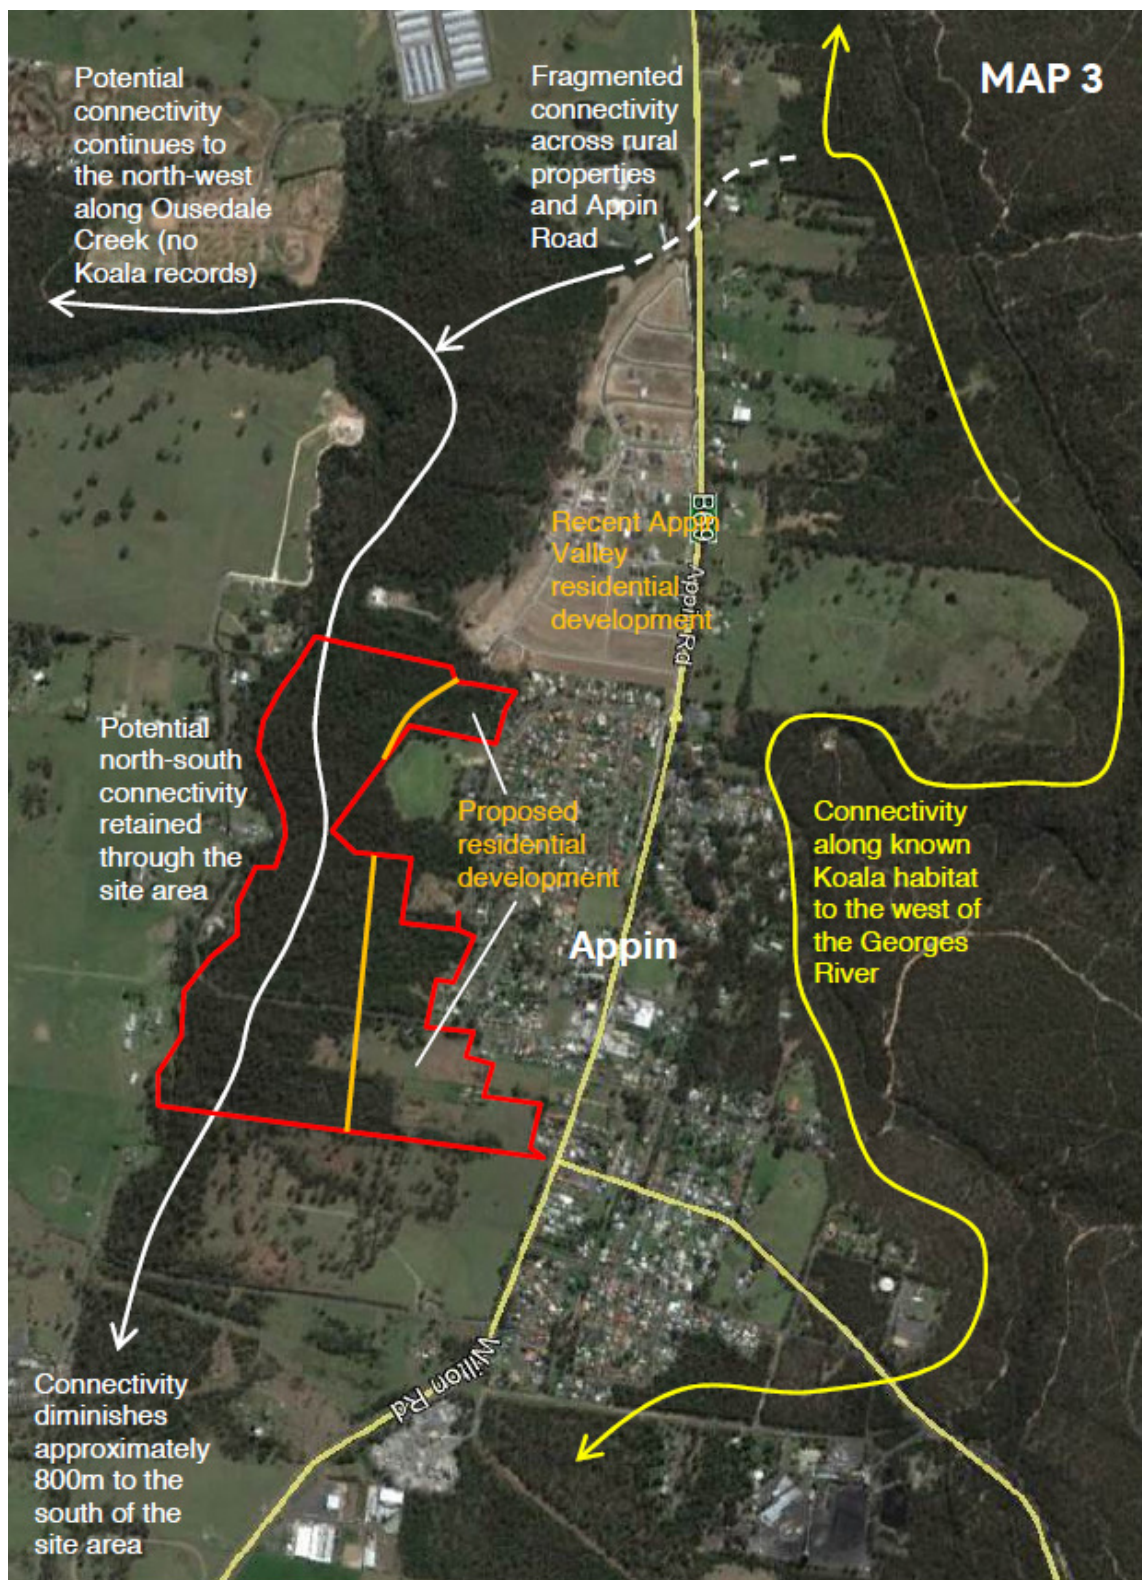 Potential
connectivity
continues to
the north-west
along Ousedale
Creek (no
Koala records)
Fragmented
connectivity
across rural
properties
and Appin
Road
MAP 3
B69
Appin Rd
Recent Appin
Valley
residential
development
Potential
north-south
connectivity
retained
through the
site area
Proposed
residential
development
Connectivity
along known
Koala habitat
to the west of
the Georges
River
Appin
Wilton Rd
Connectivity
diminishes
approximately
800m to the
south of the
site area